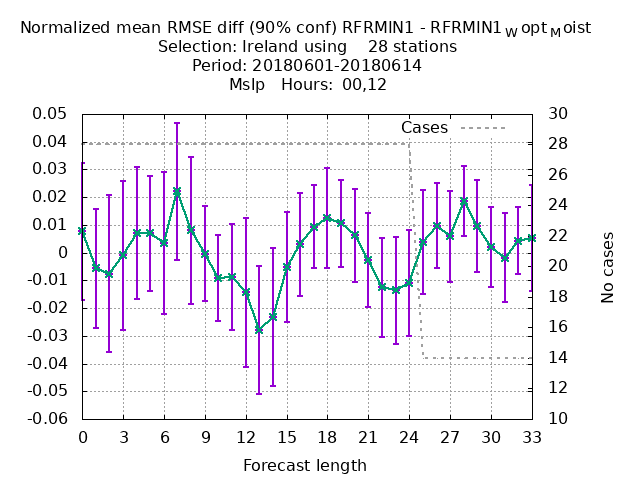 Normalized mean RMSE diff (90% conf) RFRMIN1 - RFRMIN1WoptMoist
Selection: Ireland using 28 stations
Period: 20180601-20180614
Mslp Hours: 00,12
0.05 30
Cases
0.04 28
0.03 26
0.02 24
0.01 22
0
-0.01 20
-0.02 18
-0.03 16
-0.04 14
-0.05 12
-0.06 10
No cases
0 3 6 9 12 15 18 21 24 27 30 33
Forecast length